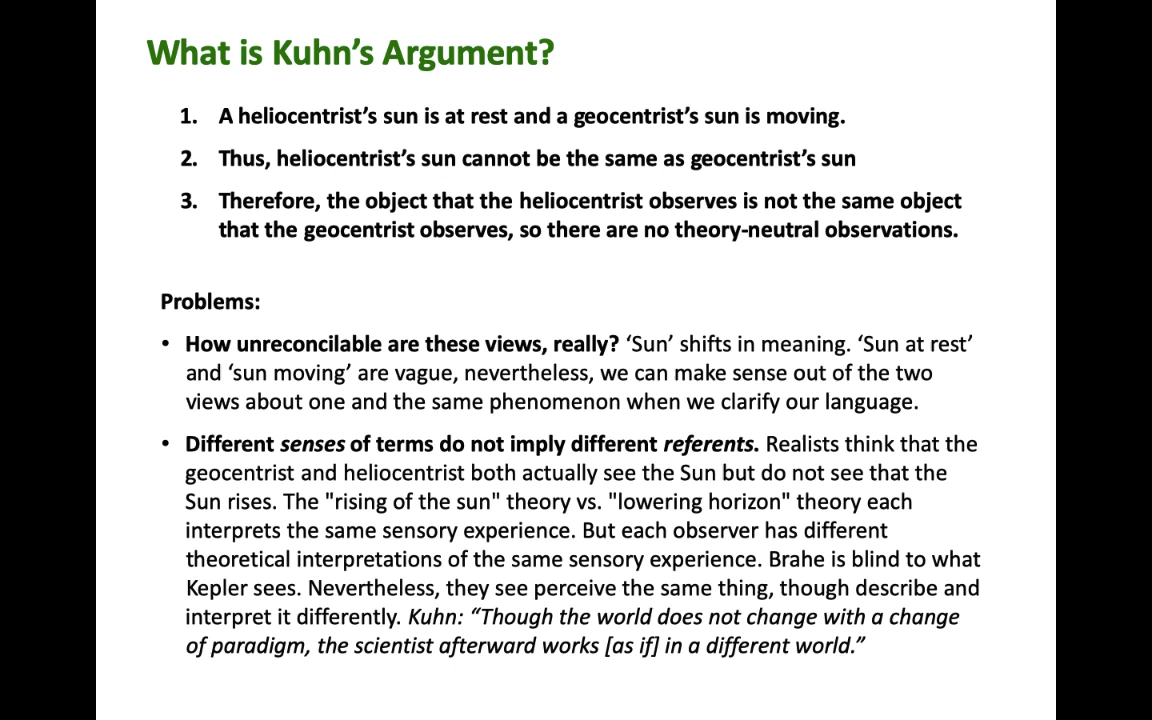 What is Kuhn’s Argument?
1. A heliocentrist’s sun is at rest and a geocentrist’s sun is moving.
2. Thus, heliocentrist’s sun cannot be the same as geocentrist’s sun
3. Therefore, the object that the heliocentrist observes is not the same object
that the geocentrist observes, so there are no theory-neutral observations.
Problems:
• How unreconcilable are these views, really? ‘Sun’ shifts in meaning. ‘Sun at rest’
and ‘sun moving’ are vague, nevertheless, we can make sense out of the two
views about one and the same phenomenon when we clarify our language.
• Different senses of terms do not imply different referents. Realists think that the
geocentrist and heliocentrist both actually see the Sun but do not see that the
Sun rises. The "rising of the sun" theory vs. "lowering horizon" theory each
interprets the same sensory experience. But each observer has different
theoretical interpretations of the same sensory experience. Brahe is blind to what
Kepler sees. Nevertheless, they see perceive the same thing, though describe and
interpret it differently. Kuhn: “Though the world does not change with a change
of paradigm, the scientist afterward works [as if] in a different world.”